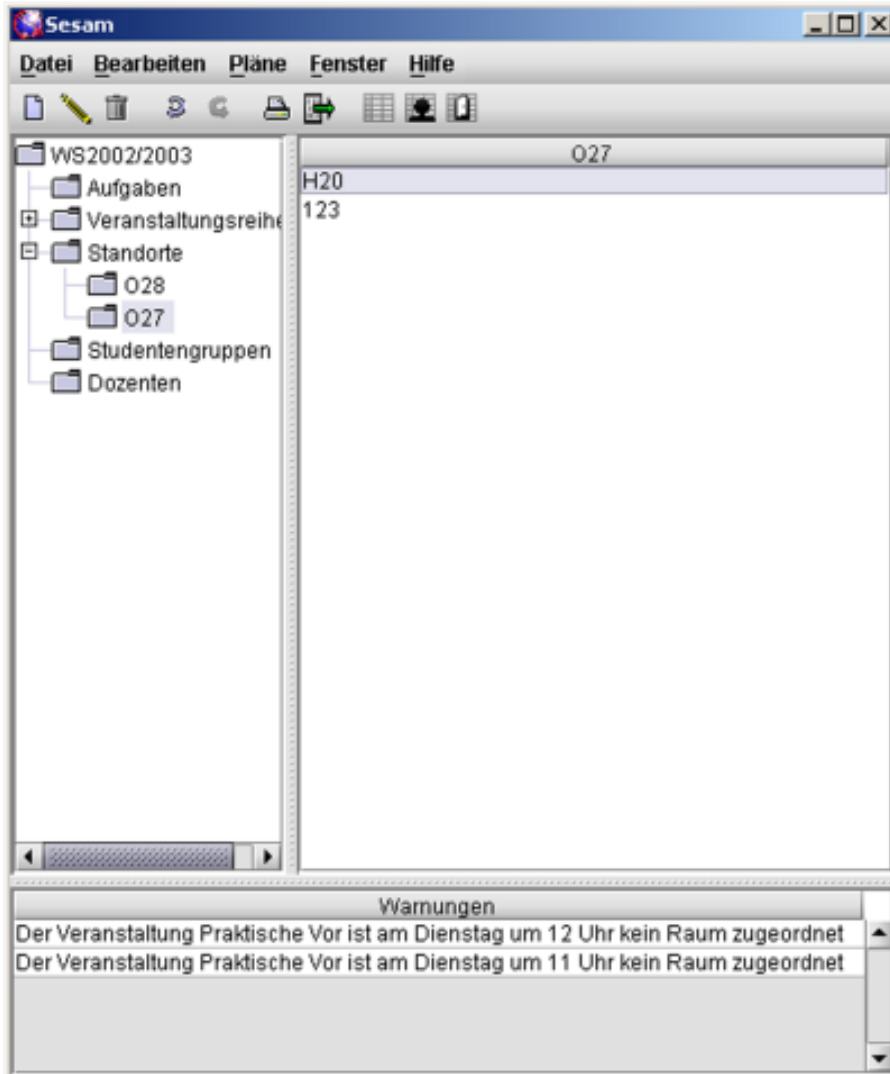 Sesam
Datei Bearbeiten Pläne Fenster Hilfe
WS2002/2003
Aufgaben
Veranstaltungsreihe
Standorte
O28
O27
Studentengruppen
Dozenten
O27
H20
123
Warnungen
Der Veranstaltung Praktische Vor ist am Dienstag um 12 Uhr kein Raum zugeordnet
Der Veranstaltung Praktische Vor ist am Dienstag um 11 Uhr kein Raum zugeordnet